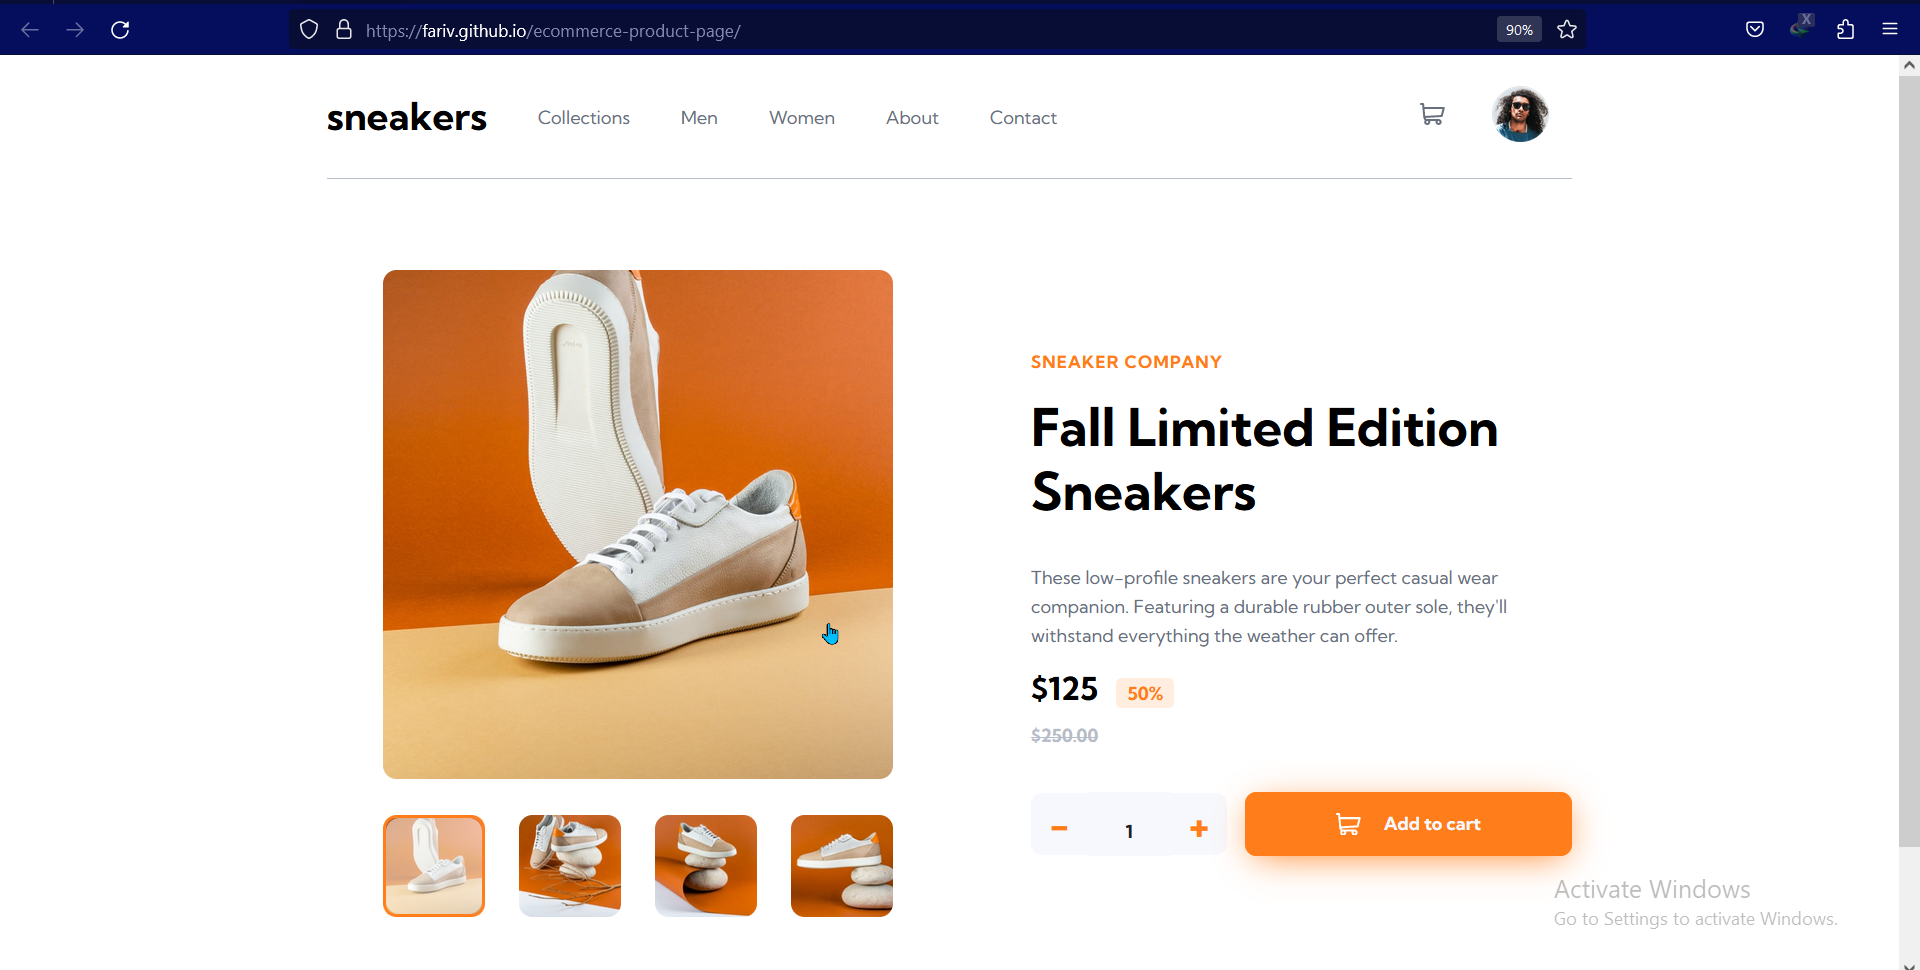 https://fariv.github.io/ecommerce-product-page/
90%
X
sneakers
Collections
Men
Women
About
Contact
SNEAKER COMPANY
Fall Limited Edition
Sneakers
These low-profile sneakers are your perfect casual wear
companion. Featuring a durable rubber outer sole, they'll
withstand everything the weather can offer.
$125
50%
$250.00
1
Add to cart
Activate Windows
Go to Settings to activate Windows.